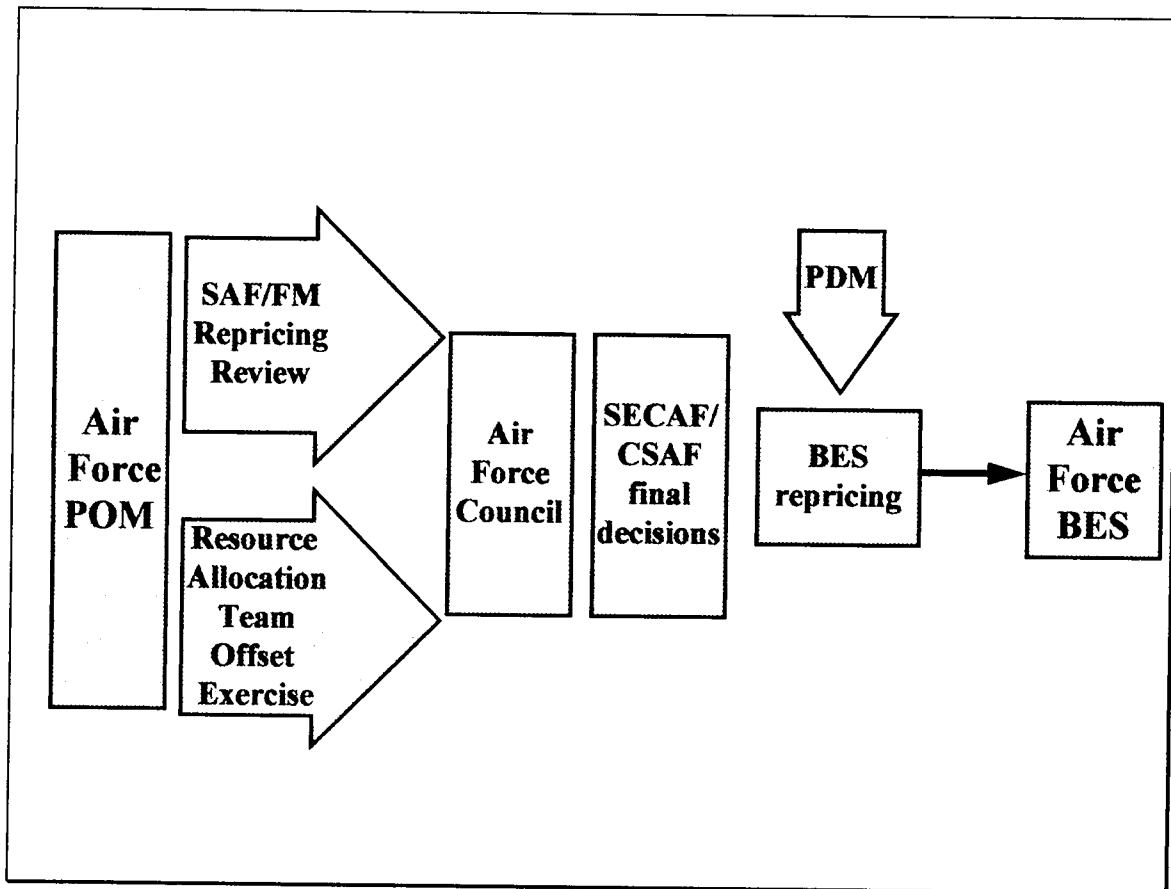 Air
Force
POM
SAF/FM
Repricing
Review
Resource
Allocation
Team
Offset
Exercise
Air
Force
Council
SECAF/
CSAF
final
decisions
PDM
BES
repricing
Air
Force
BES